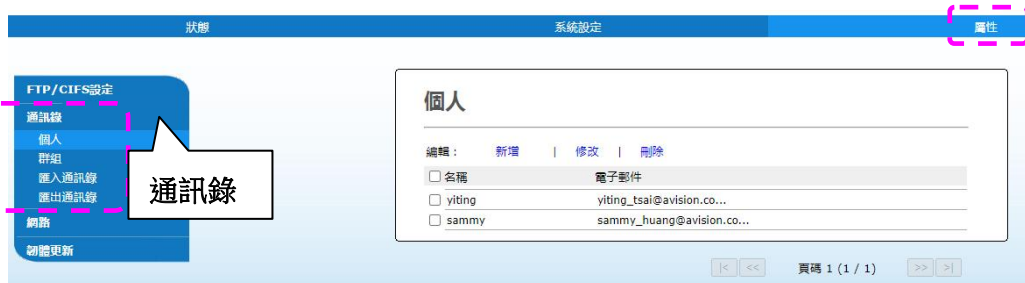 狀態 系統設定 屬性
FTP/CIFS設定
通訊錄
個人
群組
匯入通訊錄
匯出通訊錄
網路
韌體更新
通訊錄
個人
編輯： 新增 | 修改 | 刪除
名稱 電子郵件
yiting yiting_tsai@avision.co...
sammy sammy_huang@avision.co...
|< << 頁碼 1 (1 / 1) >> >|